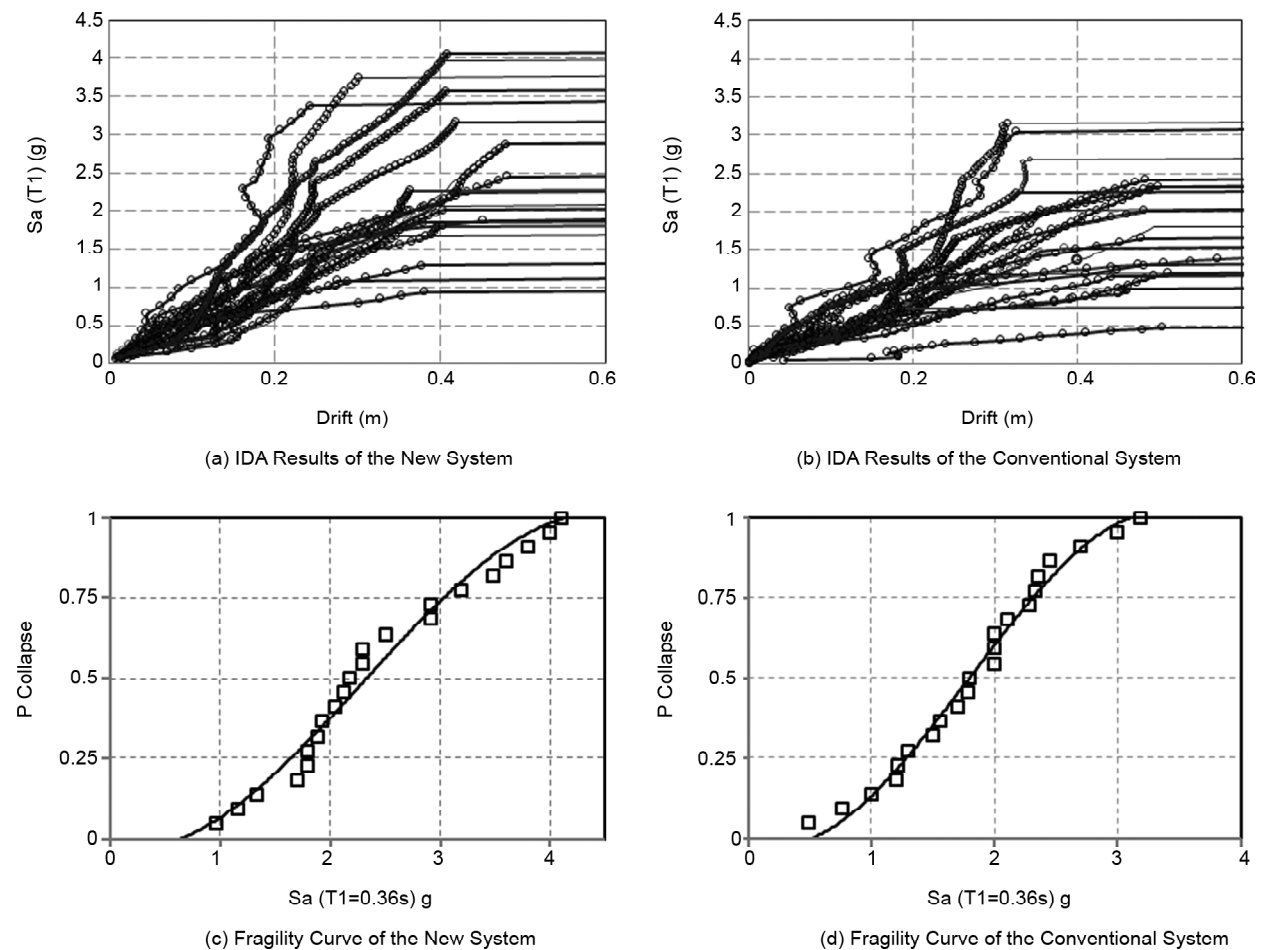 4.5
4
3.5
3
2.5
2
1.5
1
0.5
0
Sa (T1) (g)
0 0.2 0.4 0.6
Drift (m)
(a) IDA Results of the New System
4.5
4
3.5
3
2.5
2
1.5
1
0.5
0
Sa (T1) (g)
0 0.2 0.4 0.6
Drift (m)
(b) IDA Results of the Conventional System
1
0.75
0.5
0.25
0
P Collapse
0 1 2 3 4
Sa (T1=0.36s) g
(c) Fragility Curve of the New System
1
0.75
0.5
0.25
0
P Collapse
0 1 2 3 4
Sa (T1=0.36s) g
(d) Fragility Curve of the Conventional System